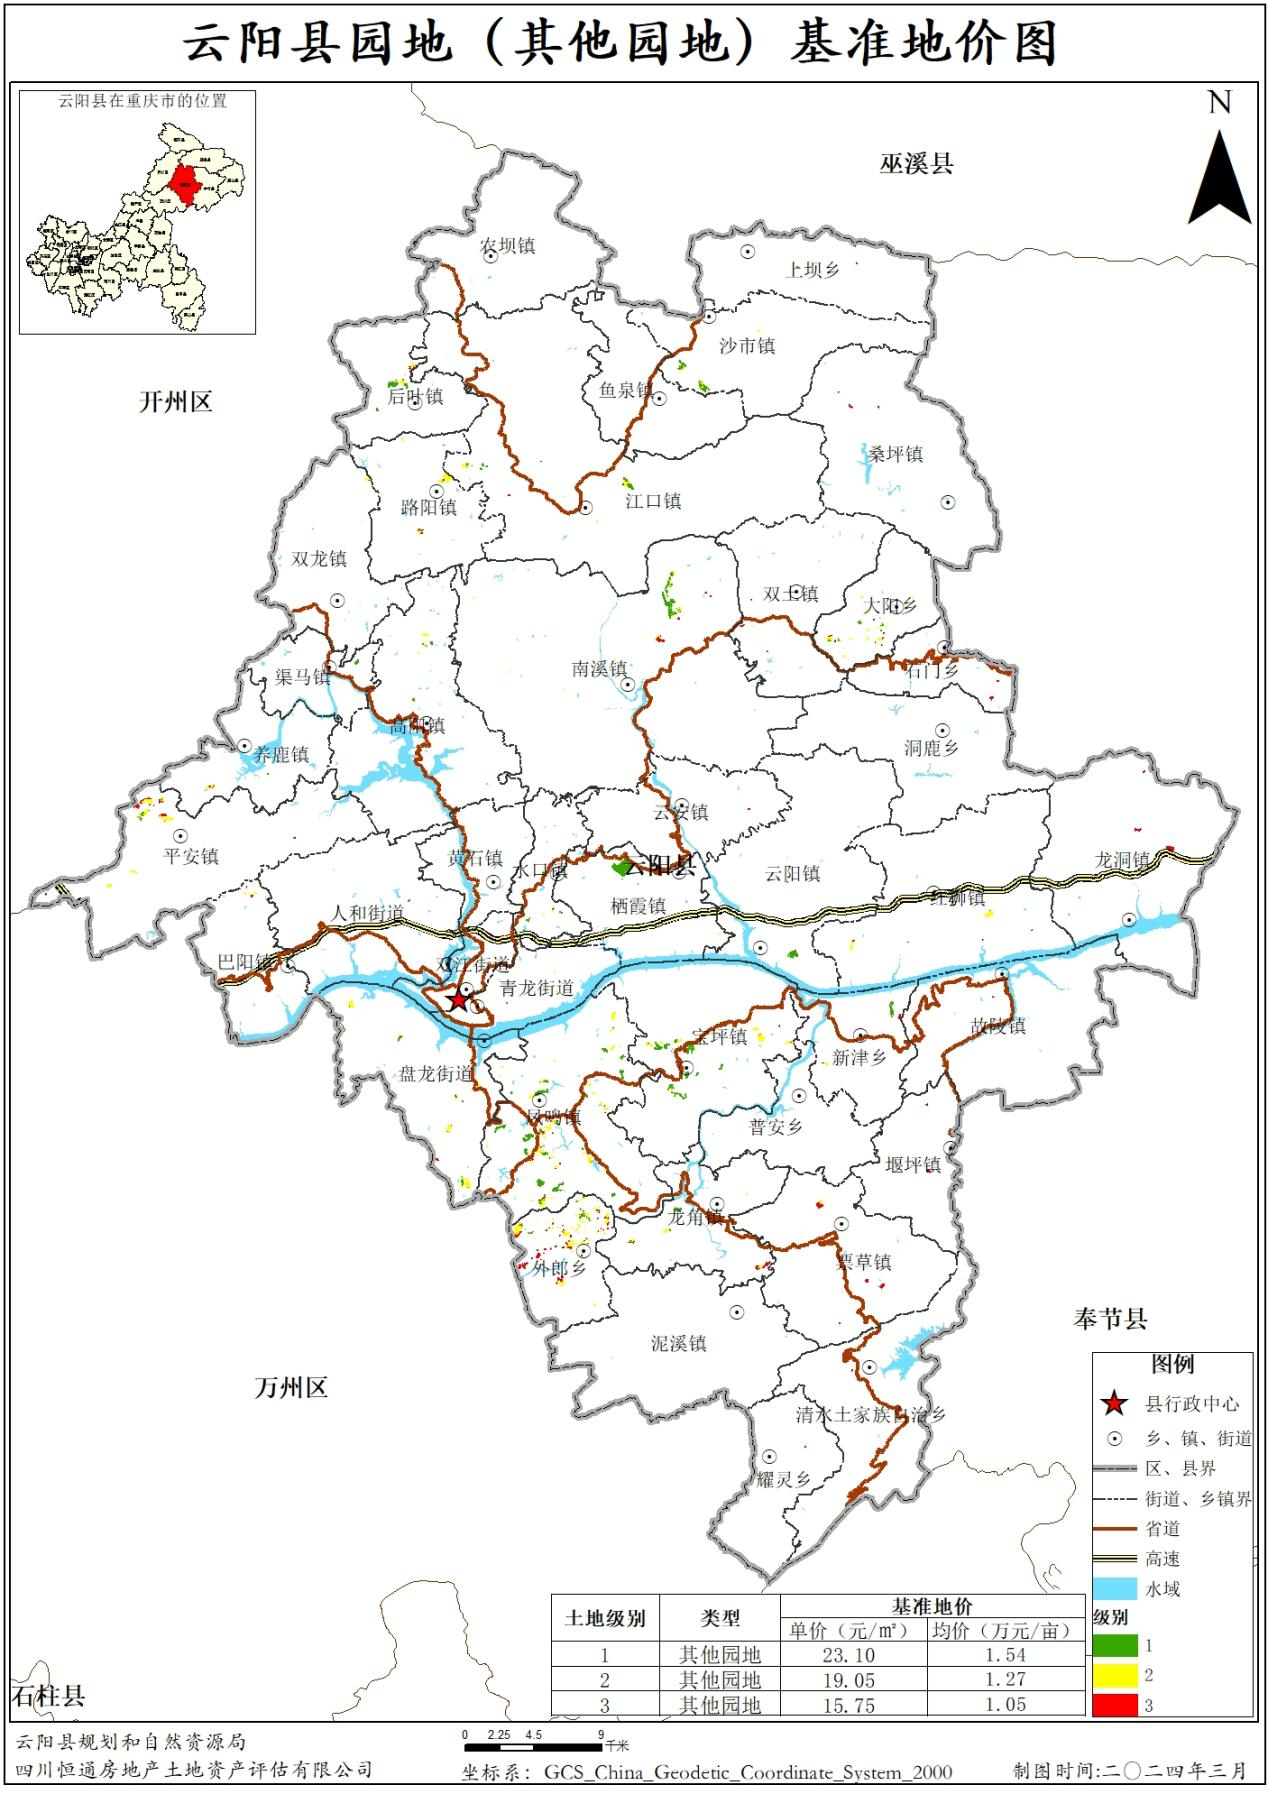 云阳县园地（其他园地）基准地价图
云阳县在重庆市的位置
N
巫溪县
农坝镇
上坝乡
沙市镇
开州区
后叶镇
鱼泉镇
桑坪镇
路阳镇
江口镇
双龙镇
双土镇
大阳乡
渠马镇
南溪镇
石门乡
高阳镇
养鹿镇
洞鹿乡
云安镇
平安镇
黄石镇
水口镇
云阳县
云阳镇
龙洞镇
人和街道
栖霞镇
红狮镇
巴阳镇
双江街道
青龙街道
故陵镇
宝坪镇
新津乡
盘龙街道
凤鸣镇
普安乡
堰坪镇
龙角镇
外郎乡
票草镇
泥溪镇
奉节县
万州区
清水土家族自治乡
耀灵乡
石柱县
图例
县行政中心
乡、镇、街道
区、县界
街道、乡镇界
省道
高速
水域
级别
1
2
3
土地级别 类型 基准地价
单价（元/㎡） 均价（万元/亩）
1 其他园地 23.10 1.54
2 其他园地 19.05 1.27
3 其他园地 15.75 1.05
云阳县规划和自然资源局
四川恒通房地产土地资产评估有限公司
0 2.25 4.5 9
千米
坐标系：GCS_China_Geodetic_Coordinate_System_2000
制图时间:二〇二四年三月